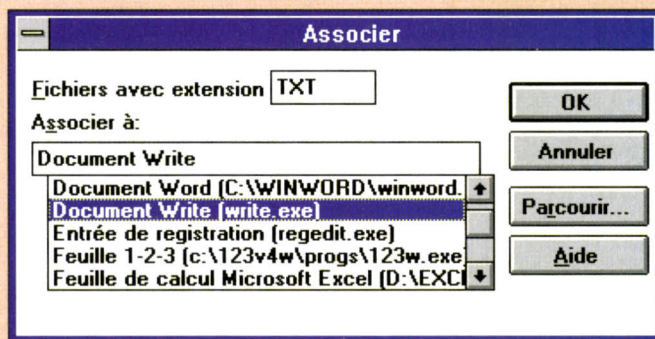 Associer
Fichiers avec extension TXT
Associer à:
Document Write
Document Word (C:\WINWORD\winword.
Document Write (write.exe)
Entrée de registration (regedit.exe)
Feuille 1-2-3 (c:\123v4w\progs\123w.exe)
Feuille de calcul Microsoft Excel (D:\EXC
OK
Annuler
Parcourir...
Aide